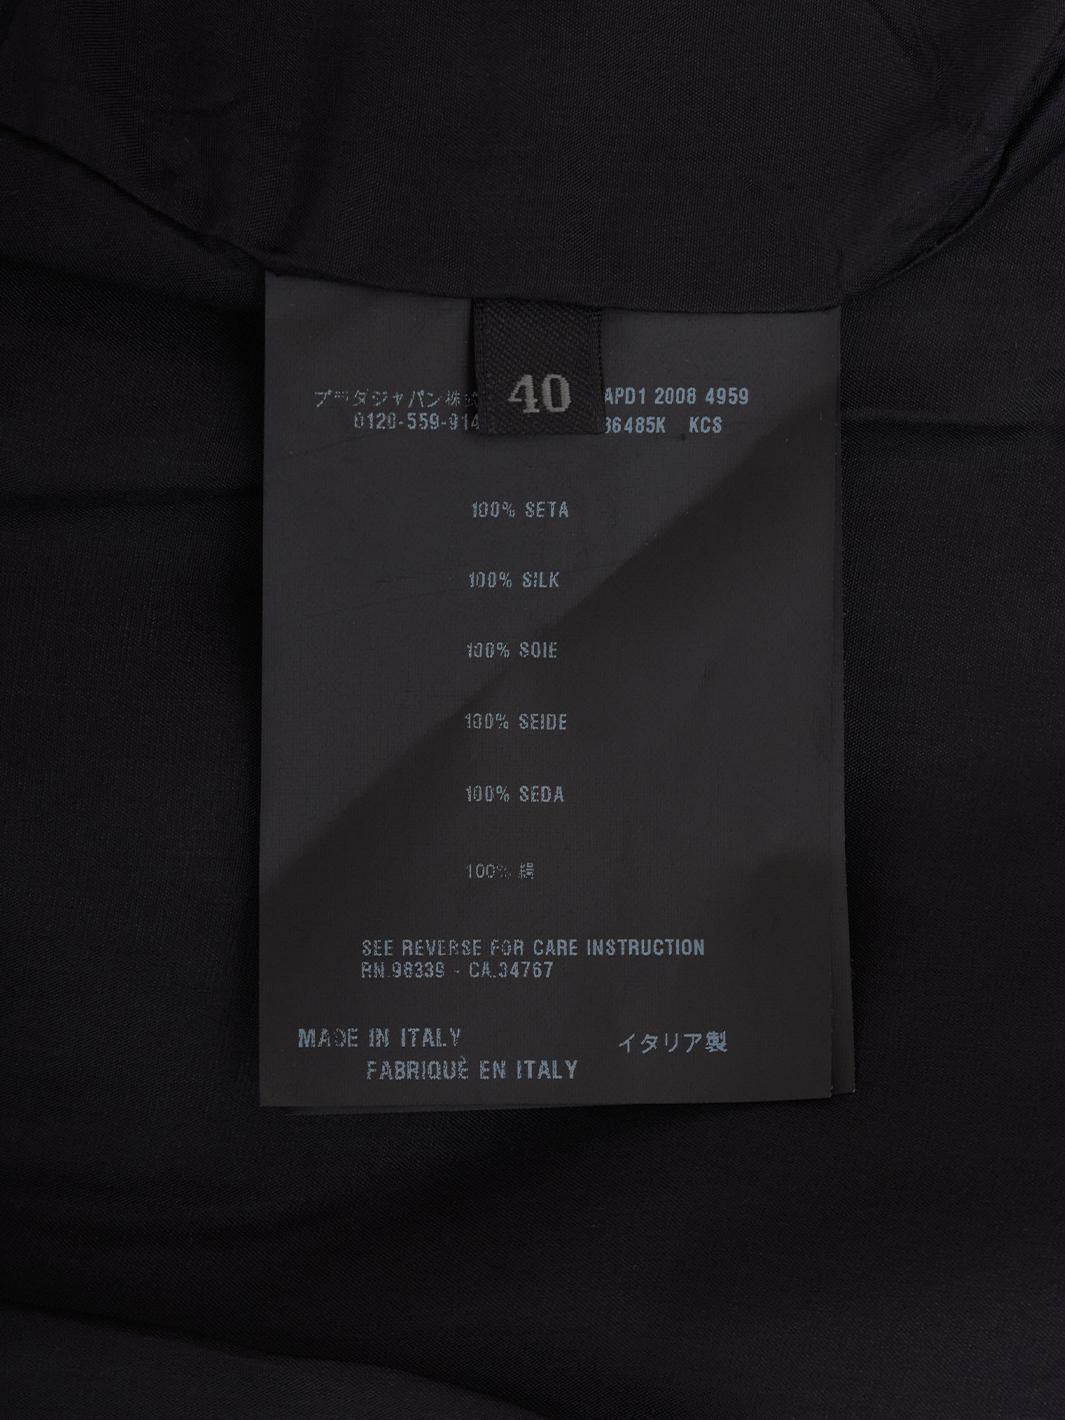 40
プラダジャパン株 APD1 2008 4959
0120-559-914 36485K KCS
100% SETA
100% SILK
100% SOIE
100% SEIDE
100% SEDA
100% 絹
SEE REVERSE FOR CARE INSTRUCTION
RN.98339 - CA.34767
MADE IN ITALY イタリア製
FABRIQUÈ EN ITALY